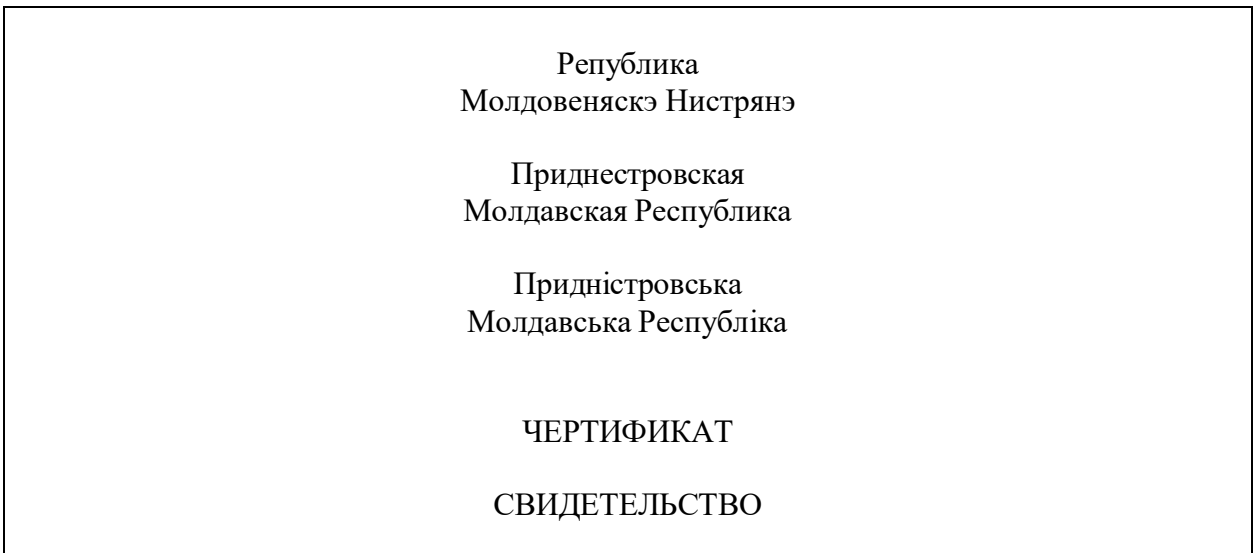 Република
Молдовеняскэ Нистрянэ
Приднестровская
Молдавская Республика
Придністровська
Молдавська Республіка
ЧЕРТИФИКАТ
СВИДЕТЕЛЬСТВО